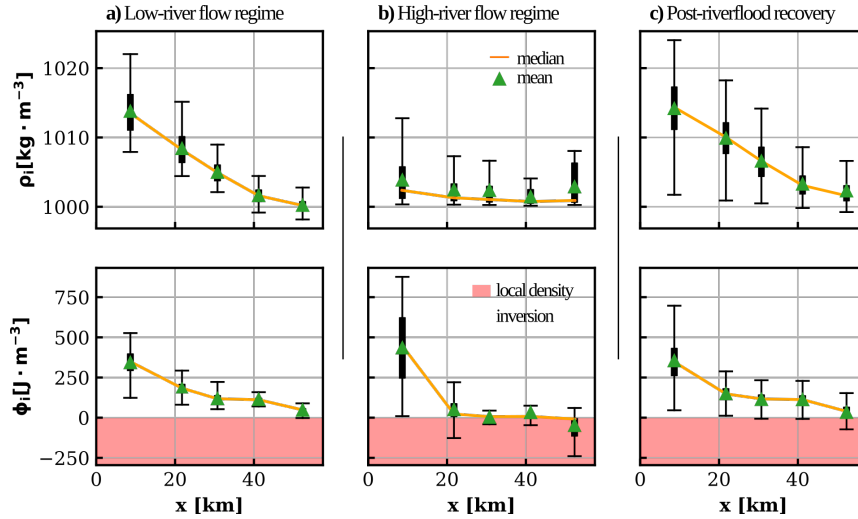 a) Low-river flow regime
b) High-river flow regime
c) Post-riverflood recovery
1020
1010
1000
ρi[kg · m−3]
median
mean
750
500
250
0
−250
ϕi[J · m−3]
local density
inversion
0 20 40
0 20 40
0 20 40
x [km]
x [km]
x [km]